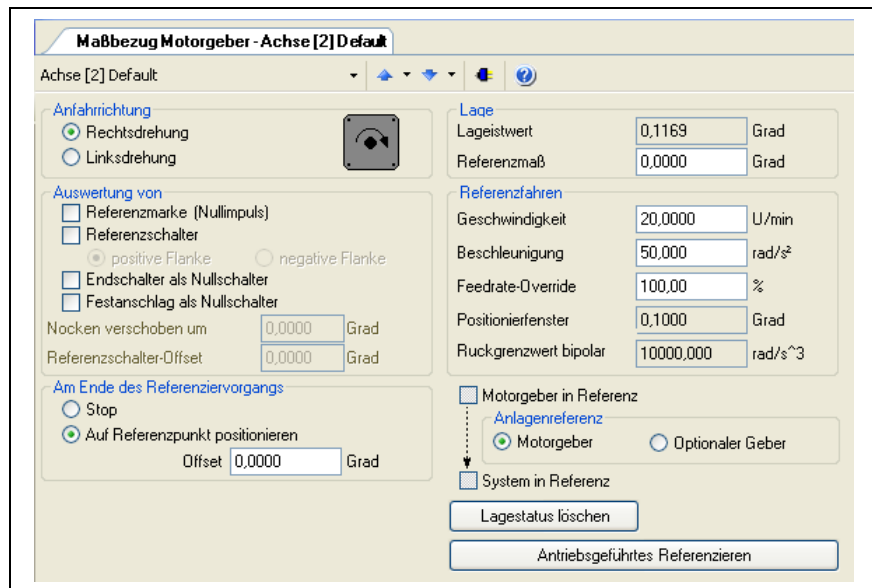 Maßbezug Motorgeber - Achse [2] Default
Achse [2] Default
Anfahrrichtung
Rechtsdrehung
Linksdrehung
Auswertung von
Referenzmarke (Nullimpuls)
Referenzschalter
positive Flanke negative Flanke
Endschalter als Nullschalter
Festanschlag als Nullschalter
Nocken verschoben um 0,0000 Grad
Referenzschalter-Offset 0,0000 Grad
Am Ende des Referenziervorgangs
Stop
Auf Referenzpunkt positionieren
Offset 0,0000 Grad
Lage
Lageistwert 0,1169 Grad
Referenzmaß 0,0000 Grad
Referenzfahren
Geschwindigkeit 20,0000 U/min
Beschleunigung 50,000 rad/s²
Feedrate-Override 100,00 %
Positionierfenster 0,1000 Grad
Ruckgrenzwert bipolar 10000,000 rad/s^3
Motorgeber in Referenz
Anlagenreferenz
Motorgeber Optionaler Geber
System in Referenz
Lagestatus löschen
Antriebsgeführtes Referenzieren